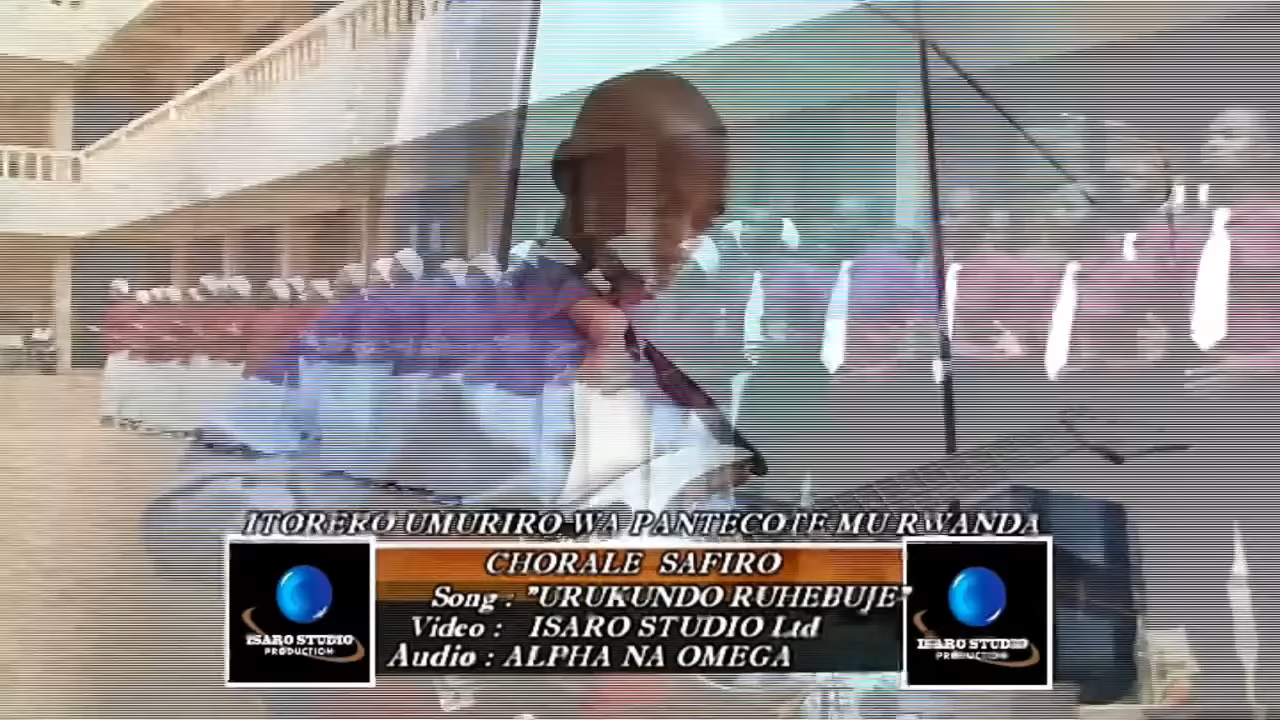 ITORERO UMURIRO WA PANTECOTE MU RWANDA
CHORALE SAFIRO
Song : "URUKUNDO RUHEBUJE"
Video : ISARO STUDIO Ltd
Audio : ALPHA NA OMEGA
ISARO STUDIO
PRODUCTION
ISARO STUDIO
PRODUCTION